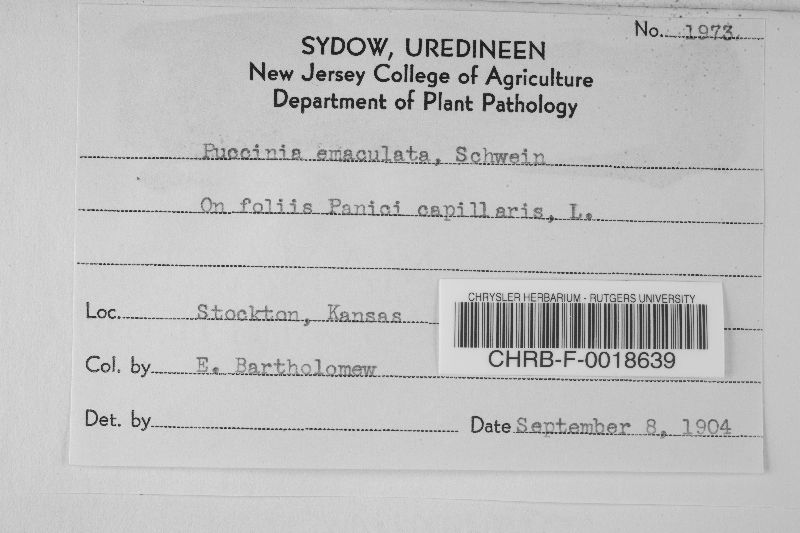 No. 1973
SYDOW, UREDINEEN
New Jersey College of Agriculture
Department of Plant Pathology
Puccinia emaculata, Schwein
On foliis Panici capillaris, L.
Loc. Stockton, Kansas
CHRYSLER HERBARIUM - RUTGERS UNIVERSITY
CHRB-F-0018639
Col. by E. Bartholomew
Det. by
Date September 8, 1904